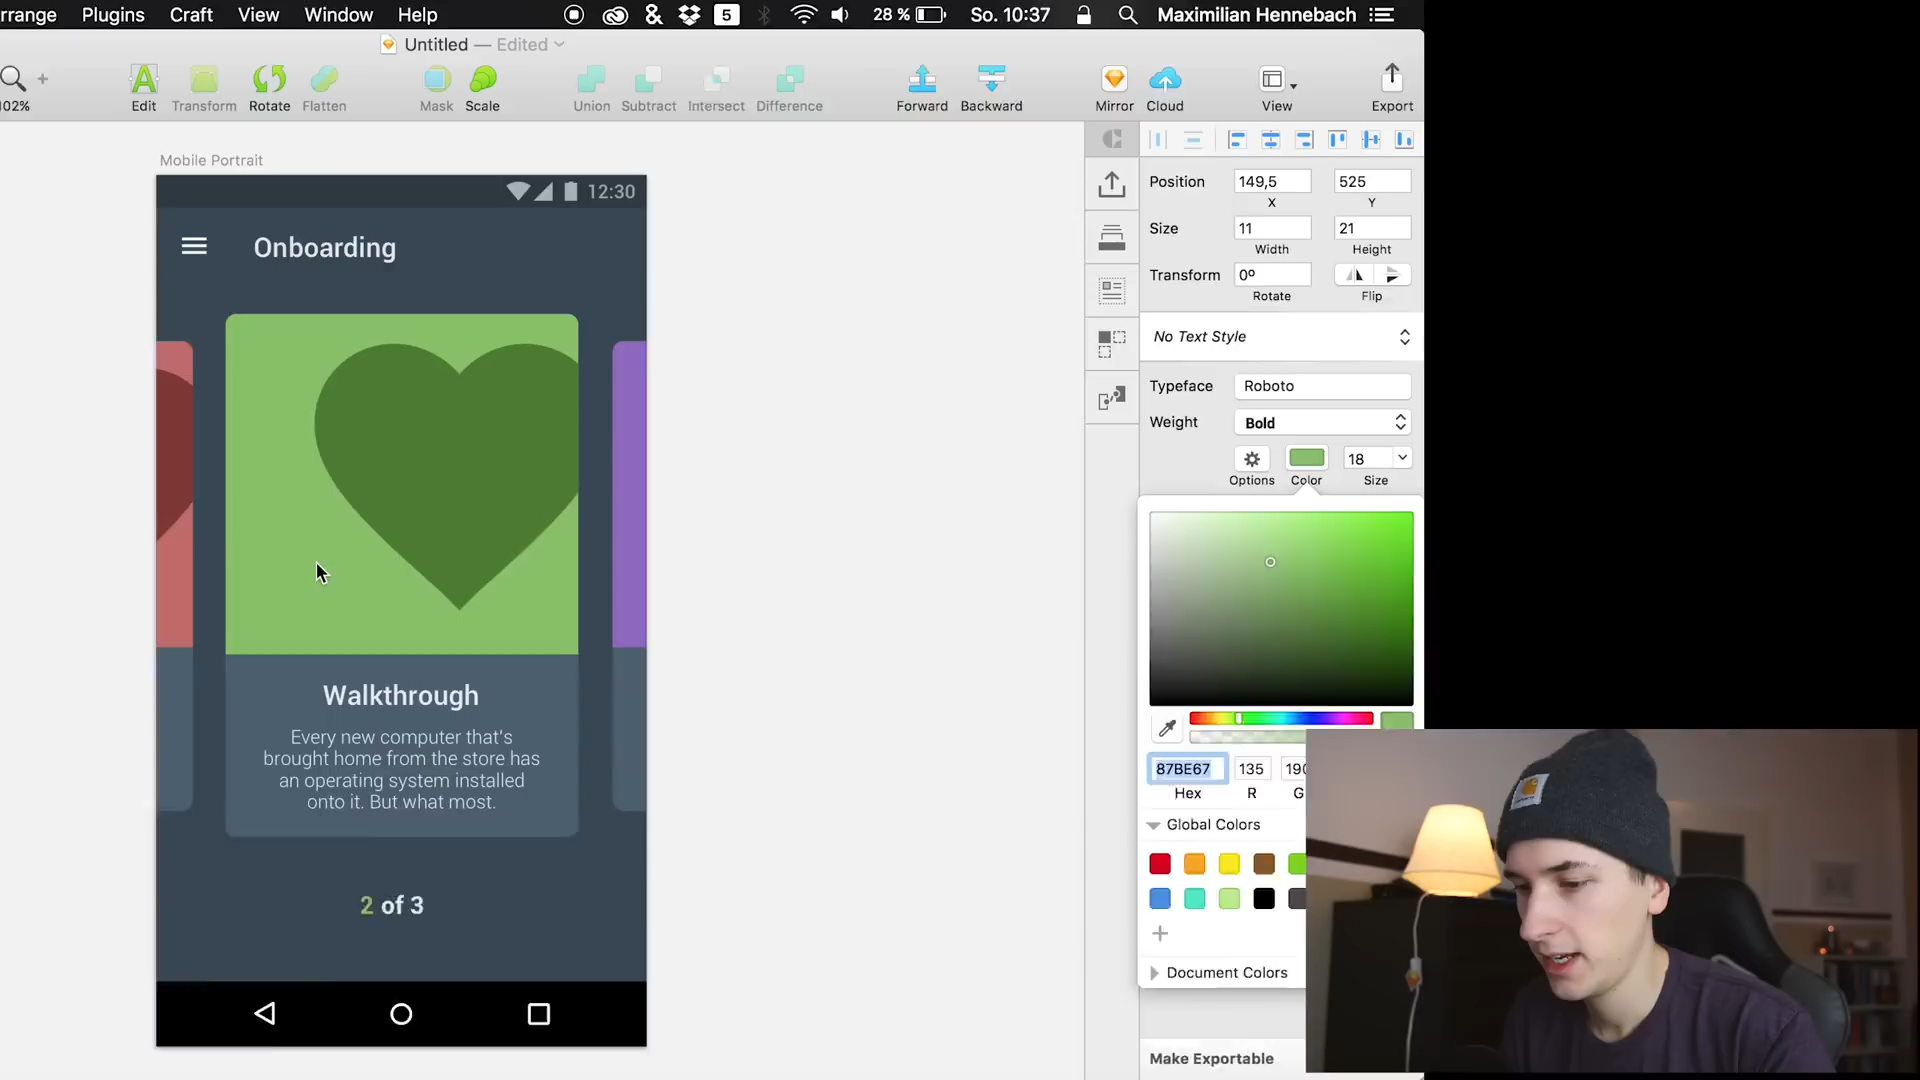 rrange Plugins Craft View Window Help 5 28 % So. 10:37 Maximilian Hennebach
Untitled — Edited
102% Edit Transform Rotate Flatten Mask Scale Union Subtract Intersect Difference Forward Backward Mirror Cloud View Export
Mobile Portrait
12:30
Onboarding
Walkthrough
Every new computer that's
brought home from the store has
an operating system installed
onto it. But what most.
2 of 3
Position 149,5 525
X Y
Size 11 21
Width Height
Transform 0º
Rotate Flip
No Text Style
Typeface Roboto
Weight Bold
18
Options Color Size
87BE67 135 190
Hex R G
Global Colors
Document Colors
Make Exportable